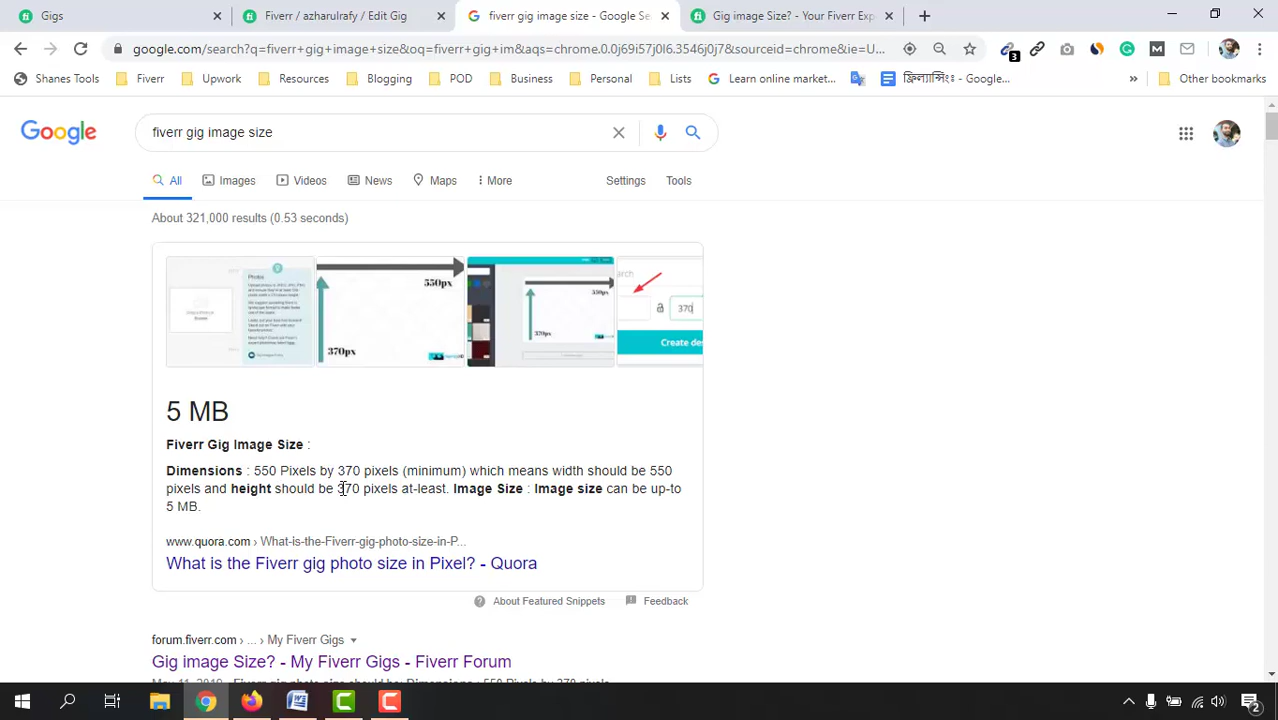 Gigs
Fiverr / azharulrafy / Edit Gig
fiverr gig image size - Google Se
Gig image Size? - Your Fiverr Exp
google.com/search?q=fiverr+gig+image+size&oq=fiverr+gig+im&aqs=chrome.0.0j69i57j0l6.3546j0j7&sourceid=chrome&ie=U...
3
Shanes Tools
Fiverr
Upwork
Resources
Blogging
POD
Business
Personal
Lists
Learn online market...
ফ্রিল্যান্সিংঃ - Google...
Other bookmarks
Google
fiverr gig image size
All
Images
Videos
News
Maps
More
Settings
Tools
About 321,000 results (0.53 seconds)
Photos
550px
370px
550px
370px
arch
370
Create des
5 MB
Fiverr Gig Image Size :
Dimensions : 550 Pixels by 370 pixels (minimum) which means width should be 550
pixels and height should be 370 pixels at-least. Image Size : Image size can be up-to
5 MB.
www.quora.com › What-is-the-Fiverr-gig-photo-size-in-P...
What is the Fiverr gig photo size in Pixel? - Quora
About Featured Snippets
Feedback
forum.fiverr.com › ... › My Fiverr Gigs
Gig image Size? - My Fiverr Gigs - Fiverr Forum
2